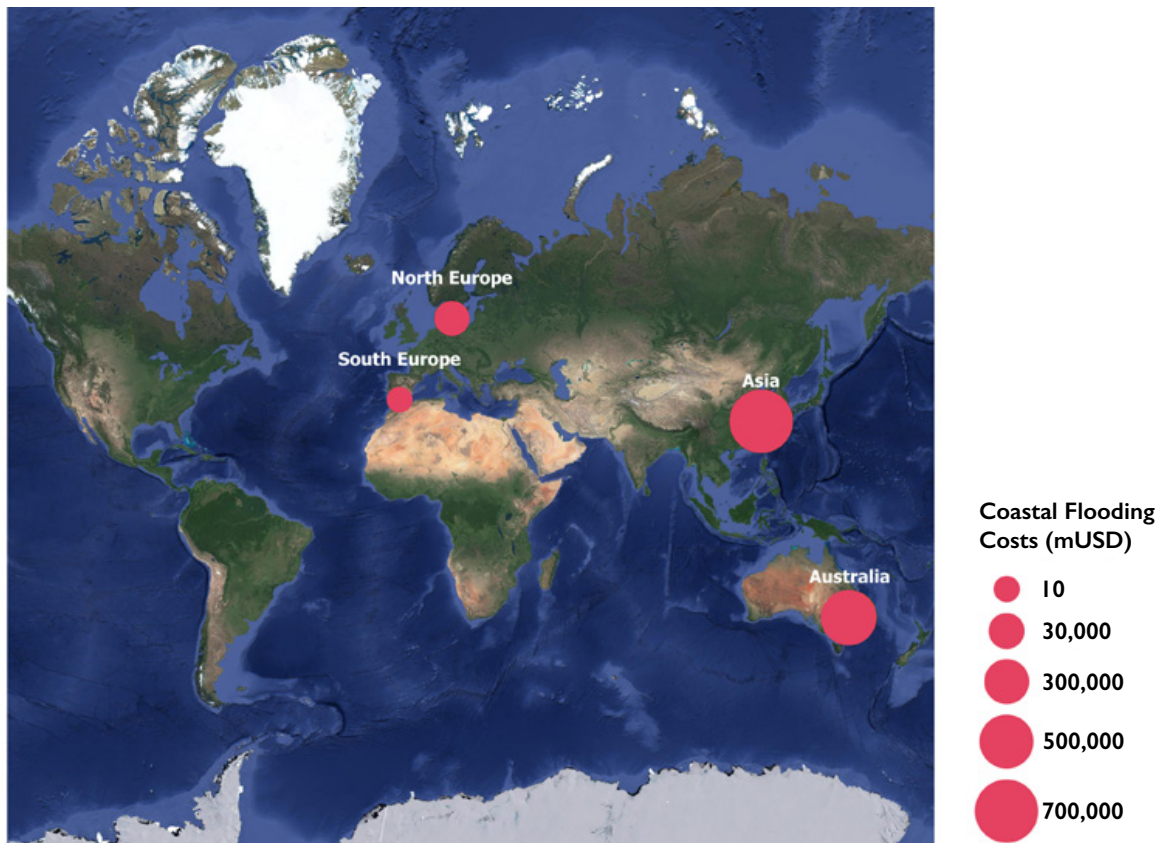 North Europe
South Europe
Asia
Australia
Coastal Flooding
Costs (mUSD)
10
30,000
300,000
500,000
700,000